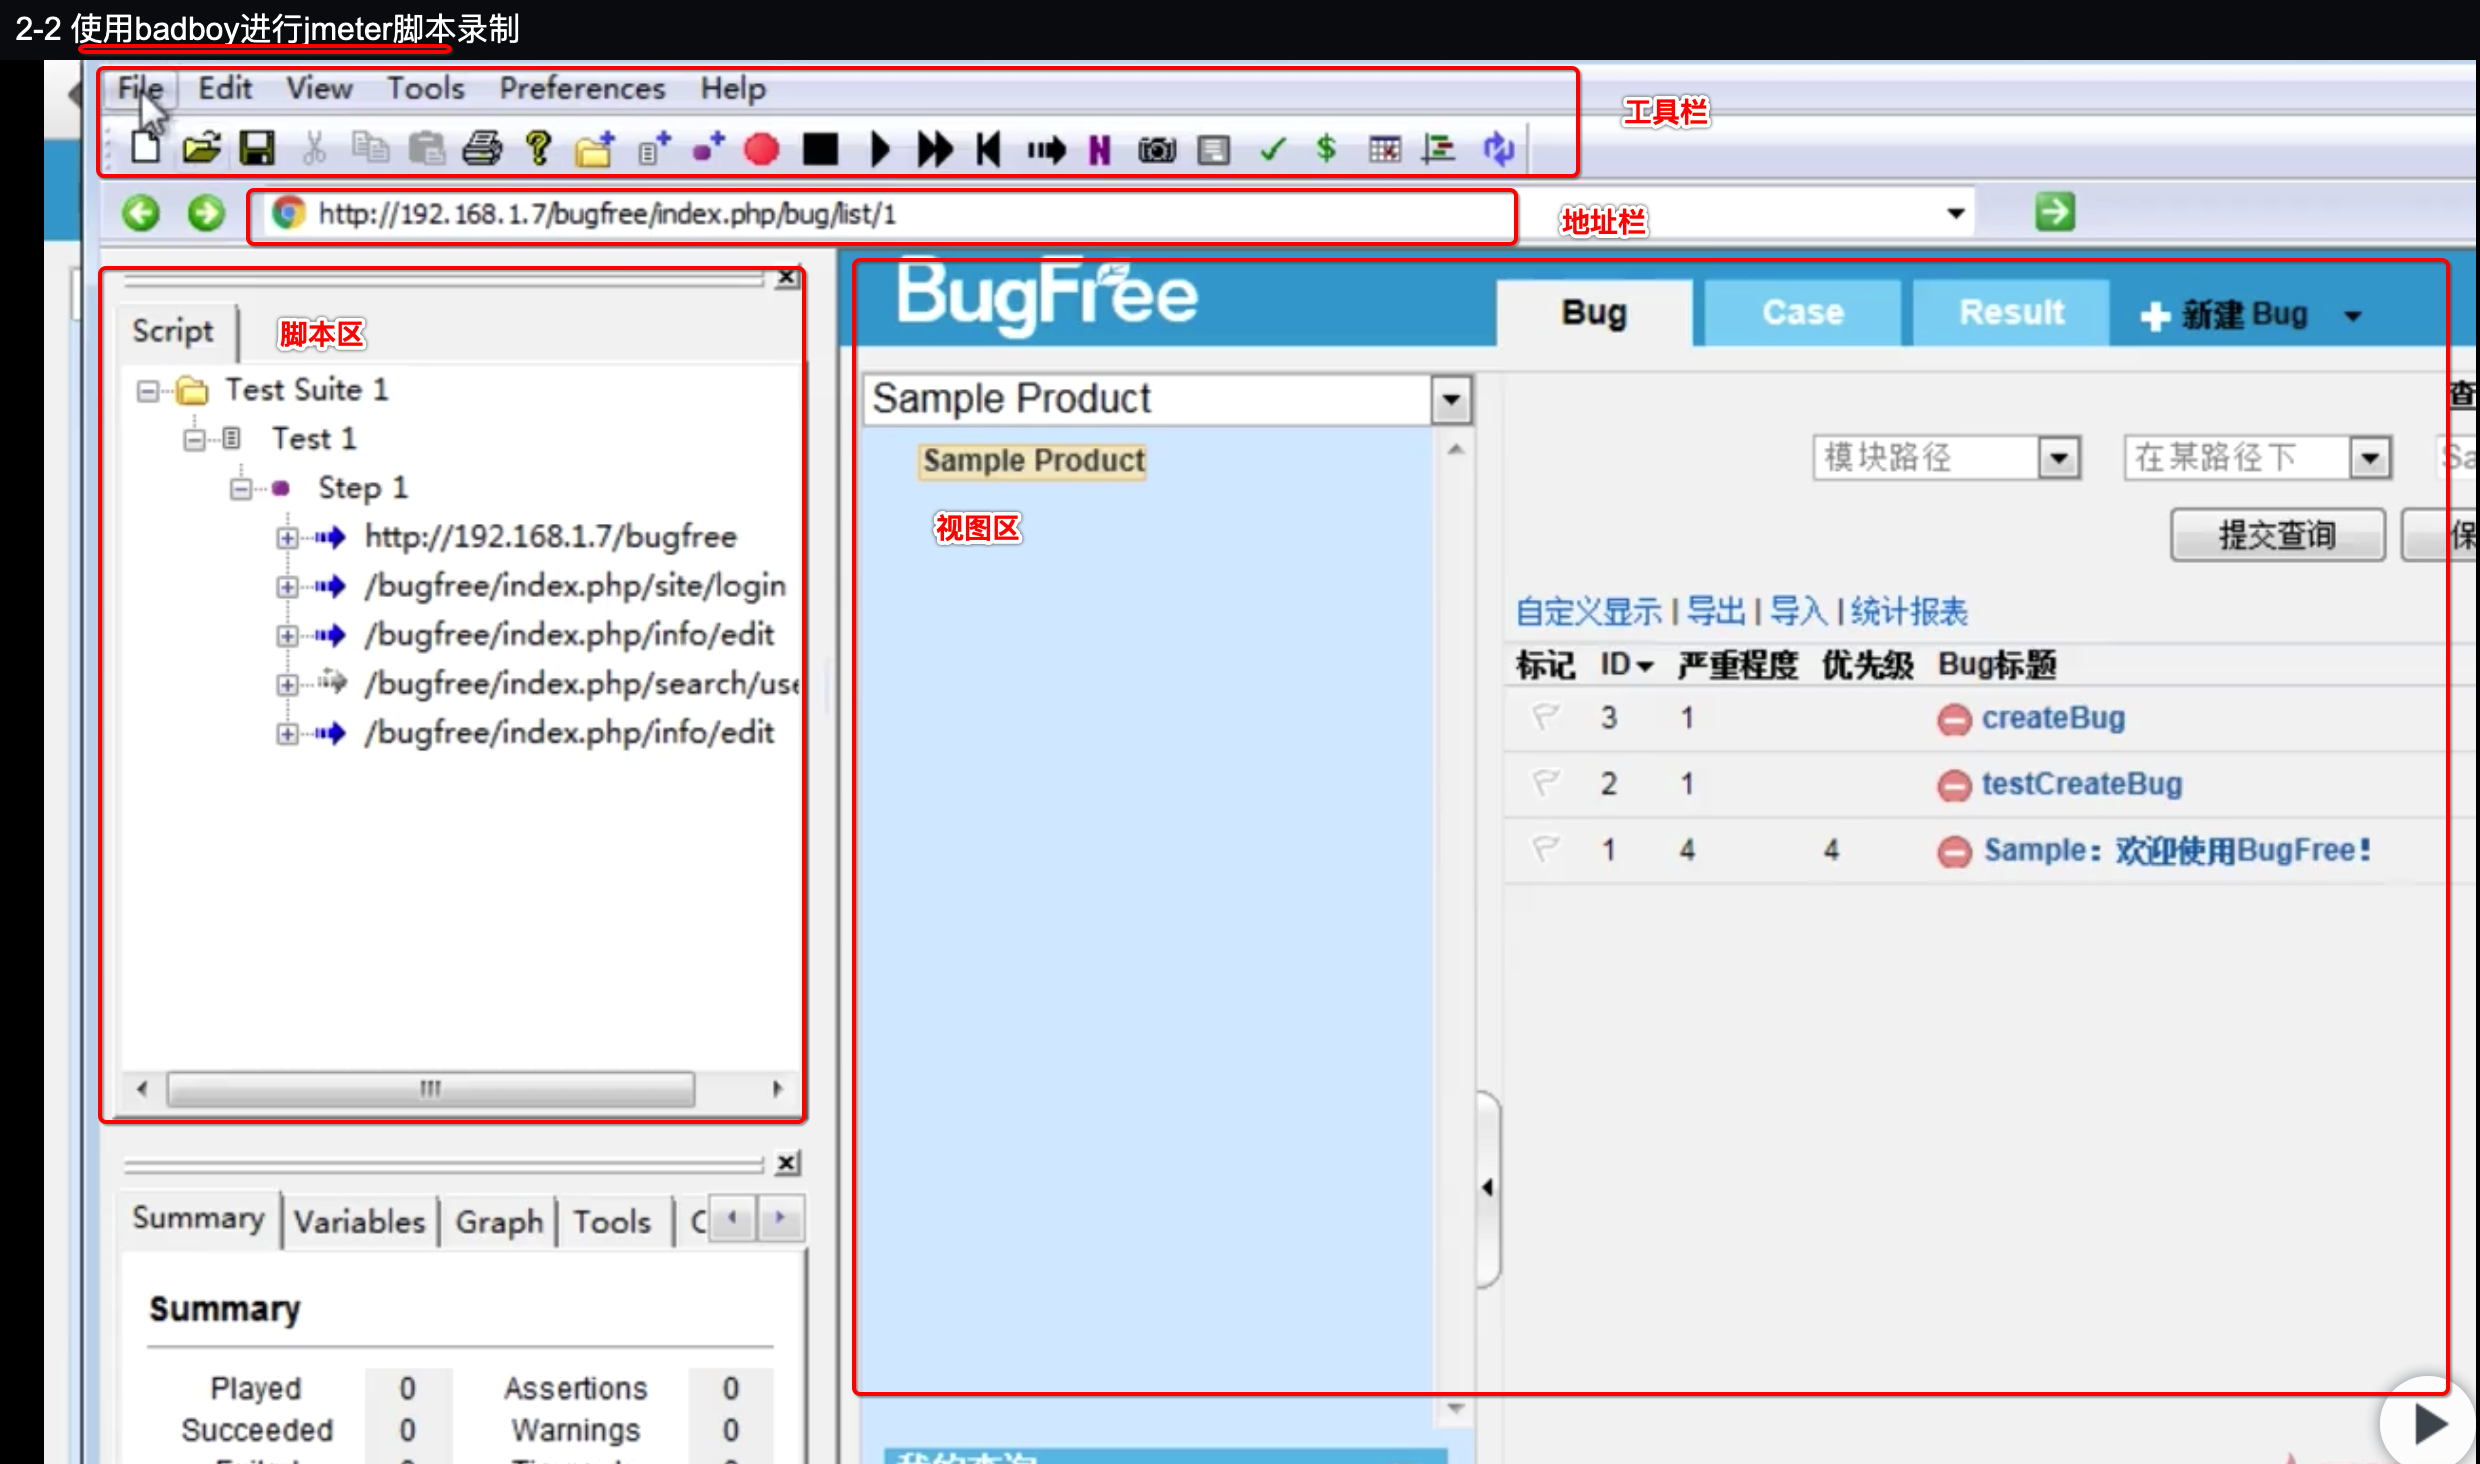 2-2 使用badboy进行jmeter脚本录制
File Edit View Tools Preferences Help
工具栏
http://192.168.1.7/bugfree/index.php/bug/list/1
地址栏
Script
脚本区
Test Suite 1
Test 1
Step 1
http://192.168.1.7/bugfree
/bugfree/index.php/site/login
/bugfree/index.php/info/edit
/bugfree/index.php/search/use
/bugfree/index.php/info/edit
Summary Variables Graph Tools C
Summary
Played 0 Assertions 0
Succeeded 0 Warnings 0
BugFree
Bug Case Result 新建 Bug
Sample Product
Sample Product
视图区
查
模块路径 在某路径下 Sa
提交查询 保
自定义显示 | 导出 | 导入 | 统计报表
标记 ID 严重程度 优先级 Bug标题
3 1 createBug
2 1 testCreateBug
1 4 4 Sample：欢迎使用BugFree！
我的查询